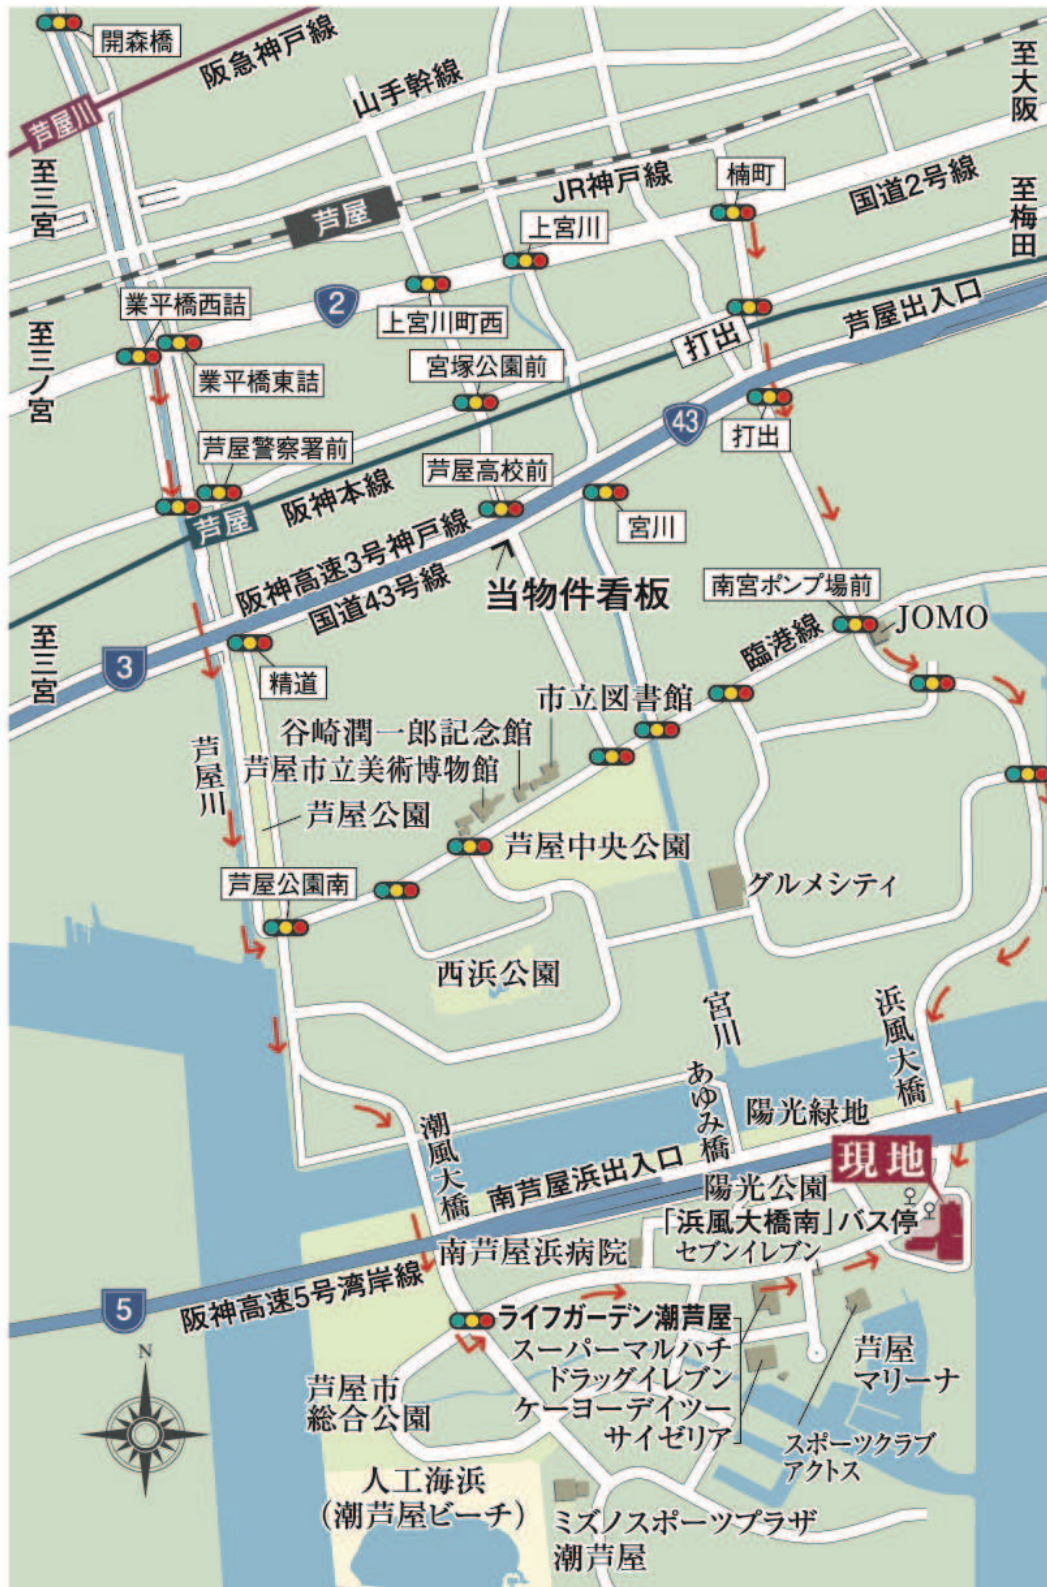 開森橋
阪急神戸線
芦屋川
山手幹線
至大阪
至三宮
JR神戸線
楠町
国道2号線
至梅田
芦屋
上宮川
業平橋西詰
2
上宮川町西
芦屋出入口
至三ノ宮
業平橋東詰
宮塚公園前
打出
43
打出
芦屋警察署前
芦屋高校前
阪神本線
芦屋
宮川
阪神高速3号神戸線
国道43号線
当物件看板
南宮ポンプ場前
JOMO
臨港線
至三宮
3
精道
市立図書館
谷崎潤一郎記念館
芦屋市立美術博物館
芦屋川
芦屋公園
芦屋中央公園
芦屋公園南
グルメシティ
西浜公園
宮川
浜風大橋
あゆみ橋
陽光緑地
潮風大橋
南芦屋浜出入口
現地
陽光公園
「浜風大橋南」バス停
セブンイレブン
南芦屋浜病院
阪神高速5号湾岸線
5
ライフガーデン潮芦屋
スーパーマルハチ
ドラッグイレブン
ケーヨーデイツー
サイゼリア
芦屋
マリーナ
N
芦屋市
総合公園
スポーツクラブ
アクトス
人工海浜
(潮芦屋ビーチ)
ミズノスポーツプラザ
潮芦屋